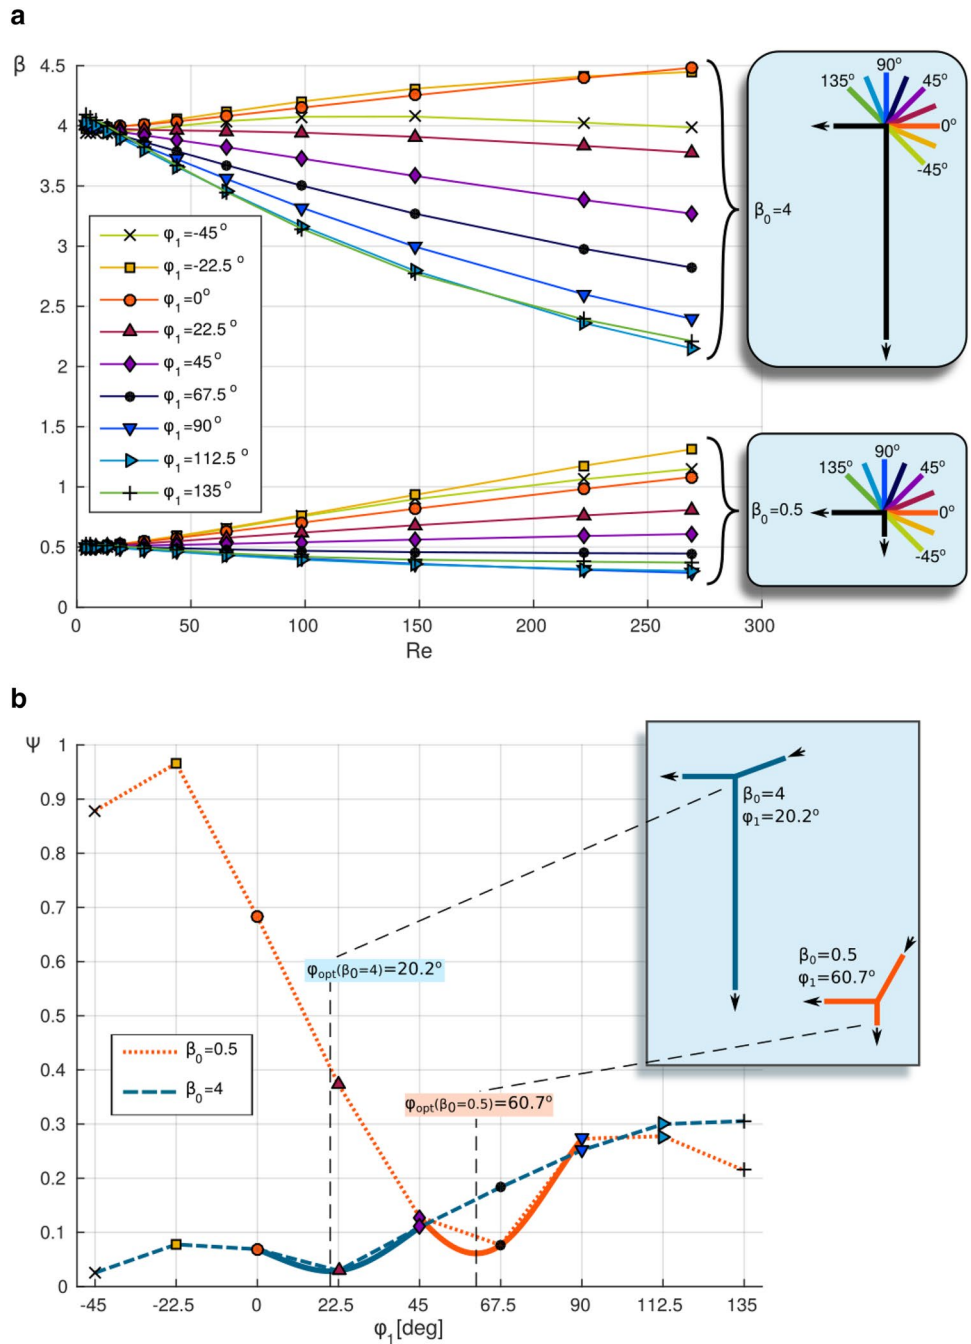 a
β
4.5
4
3.5
3
2.5
2
1.5
1
0.5
0
0 50 100 150 200 250 300
Re
φ₁=-45°
φ₁=-22.5°
φ₁=0°
φ₁=22.5°
φ₁=45°
φ₁=67.5°
φ₁=90°
φ₁=112.5°
φ₁=135°
β₀=4
90°
135° 45°
0°
-45°
β₀=0.5
90°
135° 45°
0°
-45°
b
Ψ
1
0.9
0.8
0.7
0.6
0.5
0.4
0.3
0.2
0.1
0
-45 -22.5 0 22.5 45 67.5 90 112.5 135
φ₁[deg]
β₀=0.5
β₀=4
φopt(β₀=4)=20.2°
φopt(β₀=0.5)=60.7°
β₀=4
φ₁=20.2°
β₀=0.5
φ₁=60.7°